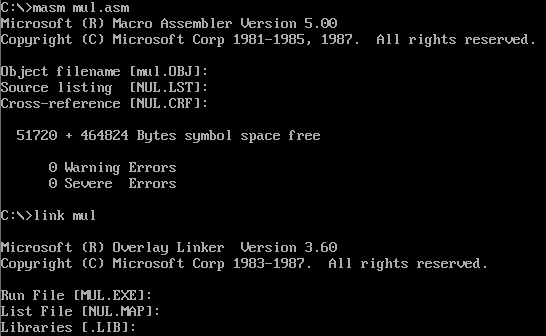 C:\>masm mul.asm
Microsoft (R) Macro Assembler Version 5.00
Copyright (C) Microsoft Corp 1981-1985, 1987.  All rights reserved.
Object filename [mul.OBJ]:
Source listing  [NUL.LST]:
Cross-reference [NUL.CRF]:
51720 + 464824 Bytes symbol space free
0 Warning Errors
0 Severe  Errors
C:\>link mul
Microsoft (R) Overlay Linker  Version 3.60
Copyright (C) Microsoft Corp 1983-1987.  All rights reserved.
Run File [MUL.EXE]:
List File [NUL.MAP]:
Libraries [.LIB]: